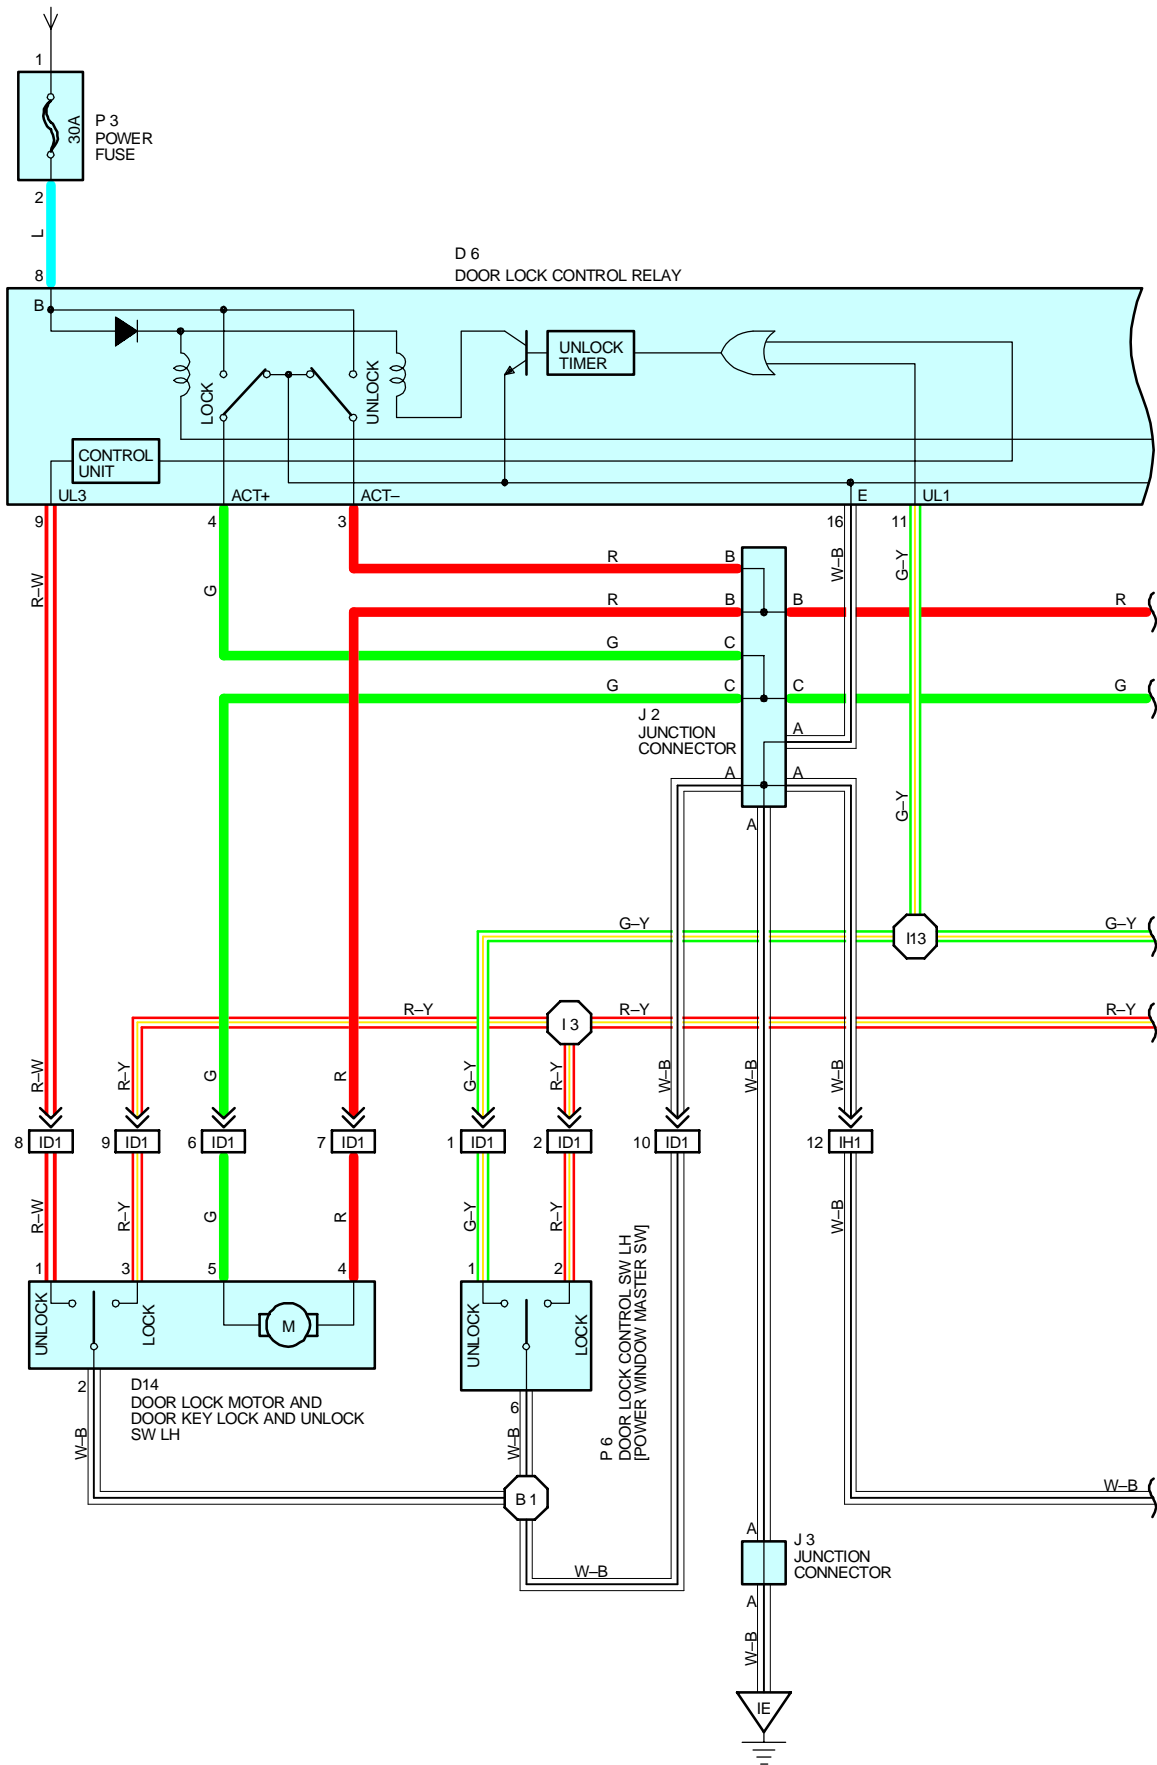 1
30A
P 3
POWER
FUSE
2
L
8
D 6
DOOR LOCK CONTROL RELAY
B
LOCK
UNLOCK
UNLOCK
TIMER
CONTROL
UNIT
UL3
ACT+
ACT–
E
UL1
9
4
3
16
11
R–W
G
W–B
G–Y
R
B
R
B
B
R
G
C
G
C
C
G
J 2
JUNCTION
CONNECTOR
A
A
A
A
G–Y
G–Y
I13
G–Y
R–Y
I 3
R–Y
R–Y
R–W
R–Y
G
R
G–Y
R–Y
W–B
W–B
W–B
8
ID1
9
ID1
6
ID1
7
ID1
1
ID1
2
ID1
10
ID1
12
IH1
R–W
R–Y
G
R
G–Y
R–Y
W–B
1
3
5
4
1
2
UNLOCK
LOCK
M
UNLOCK
LOCK
P 6
DOOR LOCK CONTROL SW LH
[POWER WINDOW MASTER SW]
2
D14
DOOR LOCK MOTOR AND
DOOR KEY LOCK AND UNLOCK
SW LH
6
W–B
W–B
B 1
W–B
W–B
A
J 3
JUNCTION
CONNECTOR
A
W–B
IE